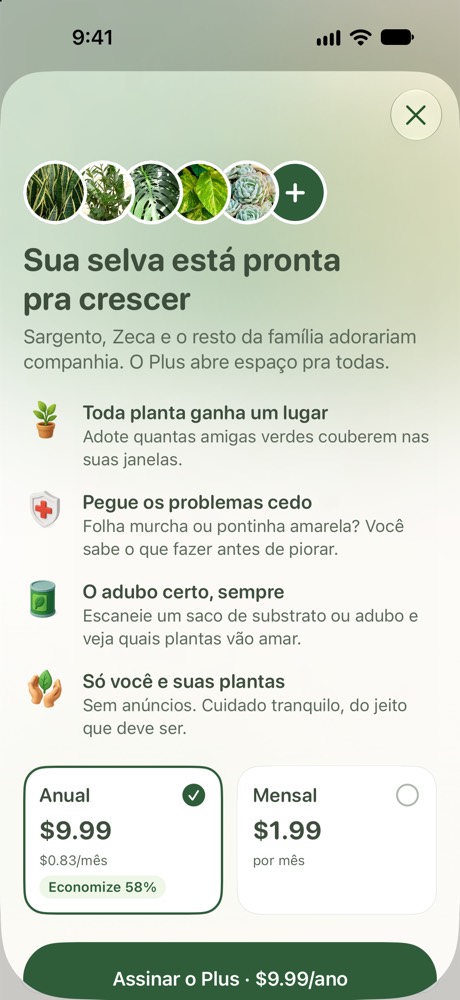 9:41
Sua selva está pronta
pra crescer
Sargento, Zeca e o resto da família adorariam
companhia. O Plus abre espaço pra todas.
Toda planta ganha um lugar
Adote quantas amigas verdes couberem nas
suas janelas.
Pegue os problemas cedo
Folha murcha ou pontinha amarela? Você
sabe o que fazer antes de piorar.
O adubo certo, sempre
Escaneie um saco de substrato ou adubo e
veja quais plantas vão amar.
Só você e suas plantas
Sem anúncios. Cuidado tranquilo, do jeito
que deve ser.
Anual
$9.99
$0.83/mês
Economize 58%
Mensal
$1.99
por mês
Assinar o Plus · $9.99/ano